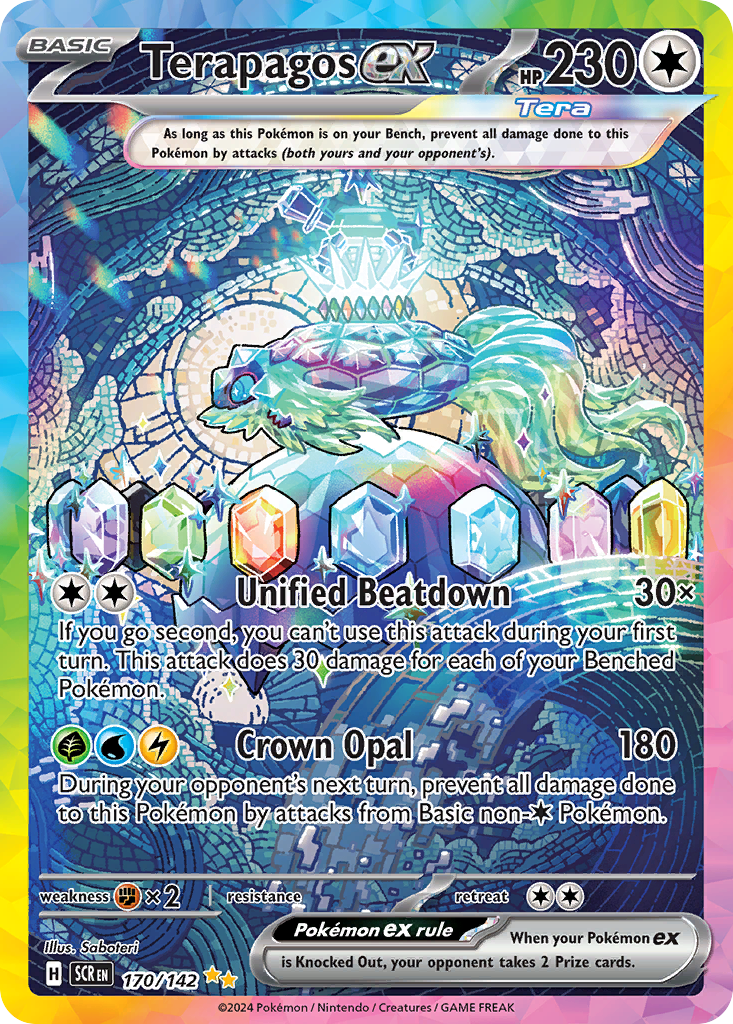 BASIC Terapagos ex HP 230
Tera
As long as this Pokémon is on your Bench, prevent all damage done to this
Pokémon by attacks (both yours and your opponent's).
Unified Beatdown 30×
If you go second, you can't use this attack during your first
turn. This attack does 30 damage for each of your Benched
Pokémon.
Crown Opal 180
During your opponent's next turn, prevent all damage done
to this Pokémon by attacks from Basic non- Pokémon.
weakness ×2 resistance retreat
Pokémon ex rule
When your Pokémon ex
is Knocked Out, your opponent takes 2 Prize cards.
Illus. Saboteri
H SCR EN 170/142
©2024 Pokémon / Nintendo / Creatures / GAME FREAK